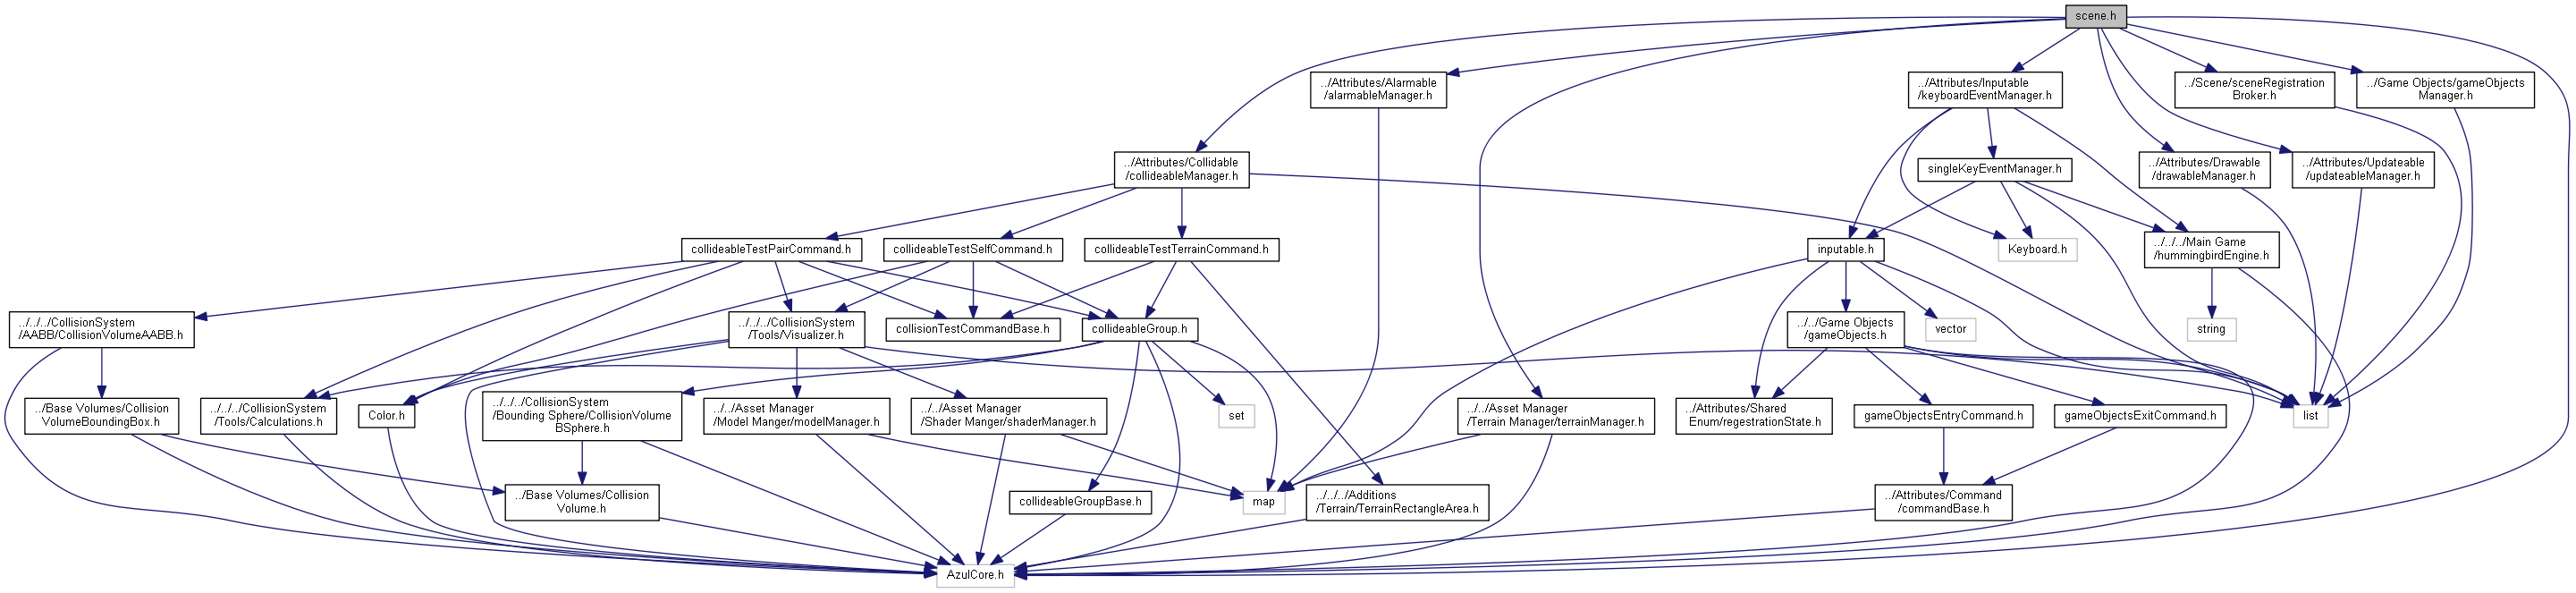 scene.h
../Attributes/Alarmable
/alarmableManager.h
../Attributes/Inputable
/keyboardEventManager.h
../Scene/sceneRegistration
Broker.h
../Game Objects/gameObjects
Manager.h
../Attributes/Collidable
/collideableManager.h
singleKeyEventManager.h
../Attributes/Drawable
/drawableManager.h
../Attributes/Updateable
/updateableManager.h
collideableTestPairCommand.h
collideableTestSelfCommand.h
collideableTestTerrainCommand.h
inputable.h
Keyboard.h
../../../Main Game
/hummingbirdEngine.h
../../../CollisionSystem
/AABB/CollisionVolumeAABB.h
../../../CollisionSystem
/Tools/Visualizer.h
collisionTestCommandBase.h
collideableGroup.h
../../Game Objects
/gameObjects.h
vector
string
../Base Volumes/Collision
VolumeBoundingBox.h
../../../CollisionSystem
/Tools/Calculations.h
Color.h
../../../CollisionSystem
/Bounding Sphere/CollisionVolume
BSphere.h
../../Asset Manager
/Model Manger/modelManager.h
../../Asset Manager
/Shader Manger/shaderManager.h
set
../../Asset Manager
/Terrain Manager/terrainManager.h
../Attributes/Shared
Enum/regestrationState.h
gameObjectsEntryCommand.h
gameObjectsExitCommand.h
list
../Base Volumes/Collision
Volume.h
collideableGroupBase.h
map
../../../Additions
/Terrain/TerrainRectangleArea.h
../Attributes/Command
/commandBase.h
AzulCore.h